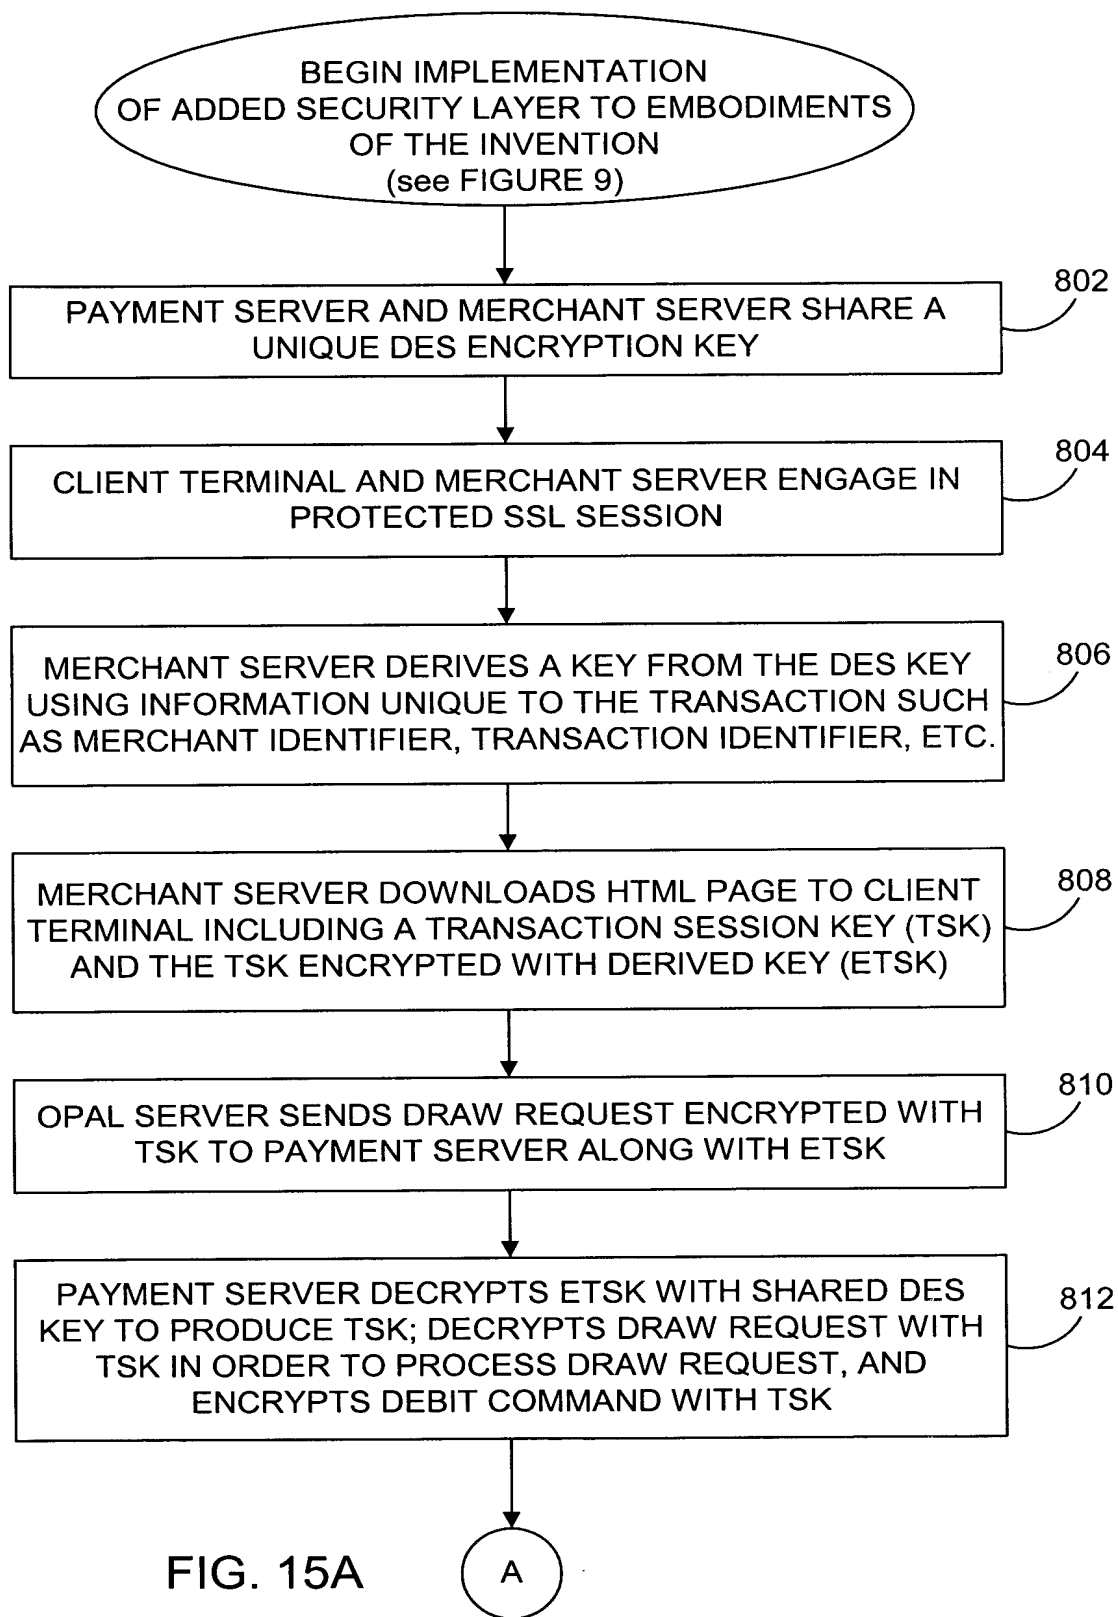 BEGIN IMPLEMENTATION
OF ADDED SECURITY LAYER TO EMBODIMENTS
OF THE INVENTION
(see FIGURE 9)
802
PAYMENT SERVER AND MERCHANT SERVER SHARE A
UNIQUE DES ENCRYPTION KEY
804
CLIENT TERMINAL AND MERCHANT SERVER ENGAGE IN
PROTECTED SSL SESSION
806
MERCHANT SERVER DERIVES A KEY FROM THE DES KEY
USING INFORMATION UNIQUE TO THE TRANSACTION SUCH
AS MERCHANT IDENTIFIER, TRANSACTION IDENTIFIER, ETC.
808
MERCHANT SERVER DOWNLOADS HTML PAGE TO CLIENT
TERMINAL INCLUDING A TRANSACTION SESSION KEY (TSK)
AND THE TSK ENCRYPTED WITH DERIVED KEY (ETSK)
810
OPAL SERVER SENDS DRAW REQUEST ENCRYPTED WITH
TSK TO PAYMENT SERVER ALONG WITH ETSK
812
PAYMENT SERVER DECRYPTS ETSK WITH SHARED DES
KEY TO PRODUCE TSK; DECRYPTS DRAW REQUEST WITH
TSK IN ORDER TO PROCESS DRAW REQUEST, AND
ENCRYPTS DEBIT COMMAND WITH TSK
FIG. 15A
A